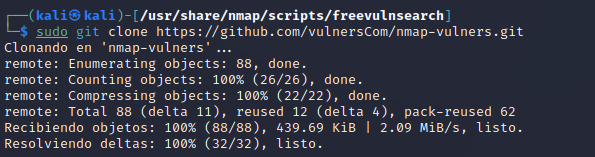 ┌──(kali㉿kali)-[/usr/share/nmap/scripts/freevulnsearch]
└─$ sudo git clone https://github.com/vulnersCom/nmap-vulners.git
Clonando en 'nmap-vulners'...
remote: Enumerating objects: 88, done.
remote: Counting objects: 100% (26/26), done.
remote: Compressing objects: 100% (22/22), done.
remote: Total 88 (delta 11), reused 12 (delta 4), pack-reused 62
Recibiendo objetos: 100% (88/88), 439.69 KiB | 2.09 MiB/s, listo.
Resolviendo deltas: 100% (32/32), listo.